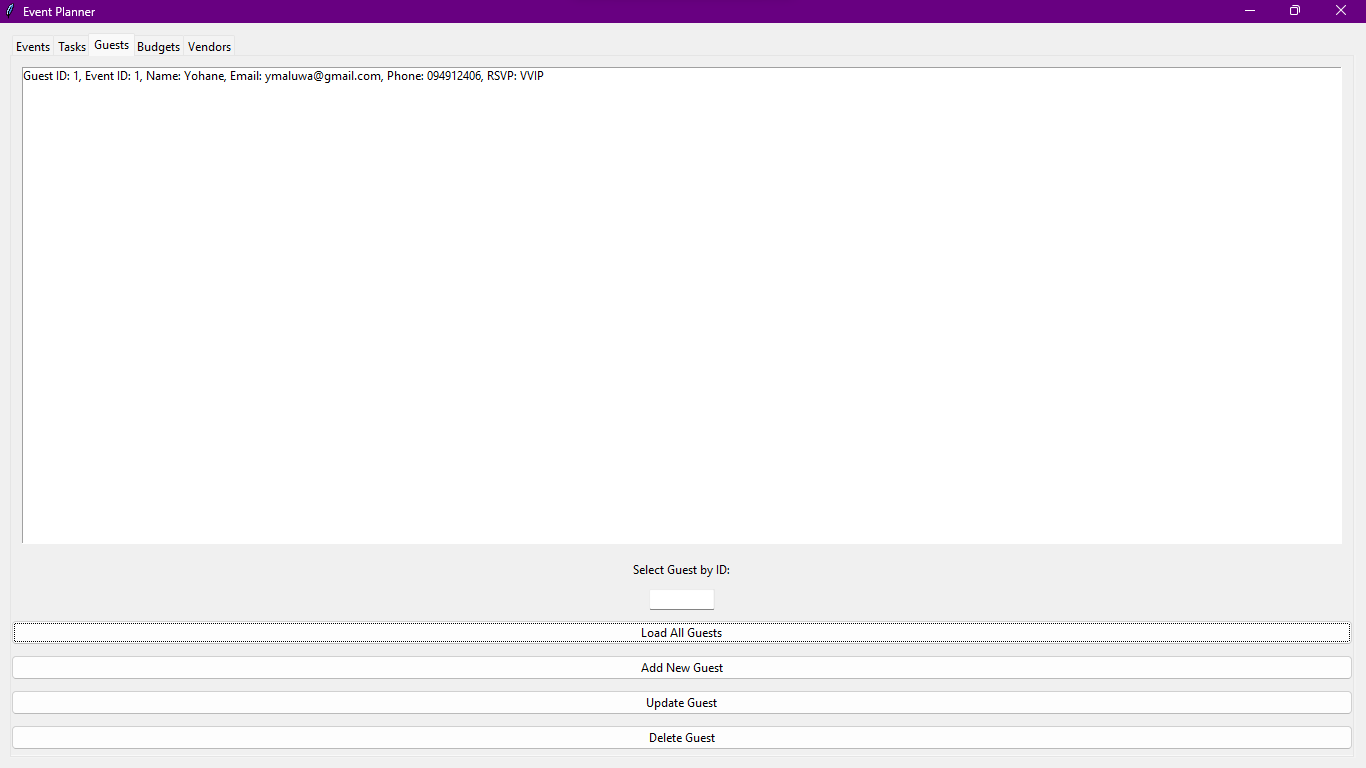 Event Planner
Events Tasks Guests Budgets Vendors
Guest ID: 1, Event ID: 1, Name: Yohane, Email: ymaluwa@gmail.com, Phone: 094912406, RSVP: VVIP
Select Guest by ID:
Load All Guests
Add New Guest
Update Guest
Delete Guest